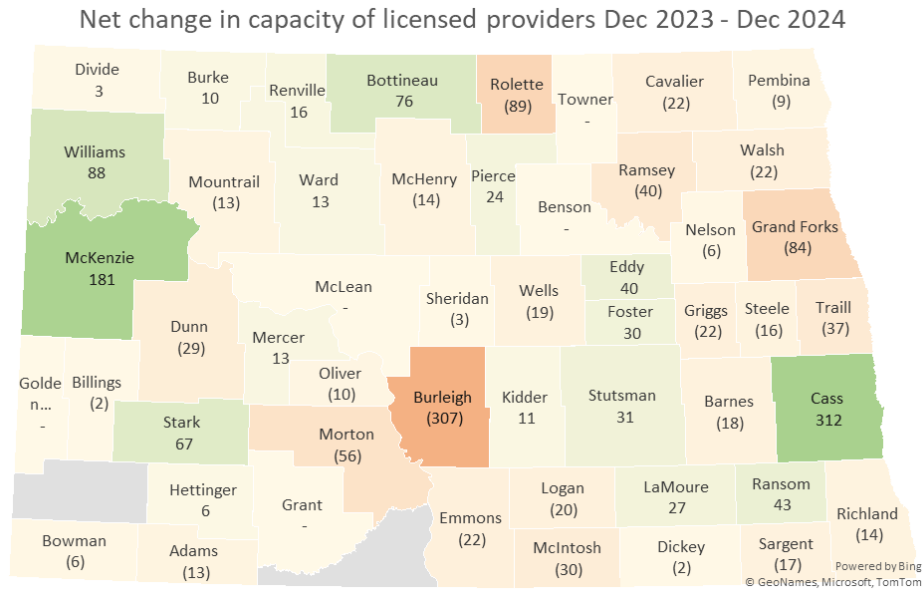 Net change in capacity of licensed providers Dec 2023 - Dec 2024
Divide
3
Burke
10
Renville
16
Bottineau
76
Rolette
(89)
Towner
-
Cavalier
(22)
Pembina
(9)
Williams
88
Mountrail
(13)
Ward
13
McHenry
(14)
Pierce
24
Benson
-
Ramsey
(40)
Walsh
(22)
Nelson
(6)
Grand Forks
(84)
McKenzie
181
Dunn
(29)
McLean
-
Mercer
13
Sheridan
(3)
Wells
(19)
Eddy
40
Foster
30
Griggs
(22)
Steele
(16)
Traill
(37)
Golde
n...
-
Billings
(2)
Stark
67
Oliver
(10)
Morton
(56)
Burleigh
(307)
Kidder
11
Stutsman
31
Barnes
(18)
Cass
312
Hettinger
6
Grant
-
Emmons
(22)
Logan
(20)
LaMoure
27
Ransom
43
Richland
(14)
Bowman
(6)
Adams
(13)
McIntosh
(30)
Dickey
(2)
Sargent
(17)
Powered by Bing
© GeoNames, Microsoft, TomTom